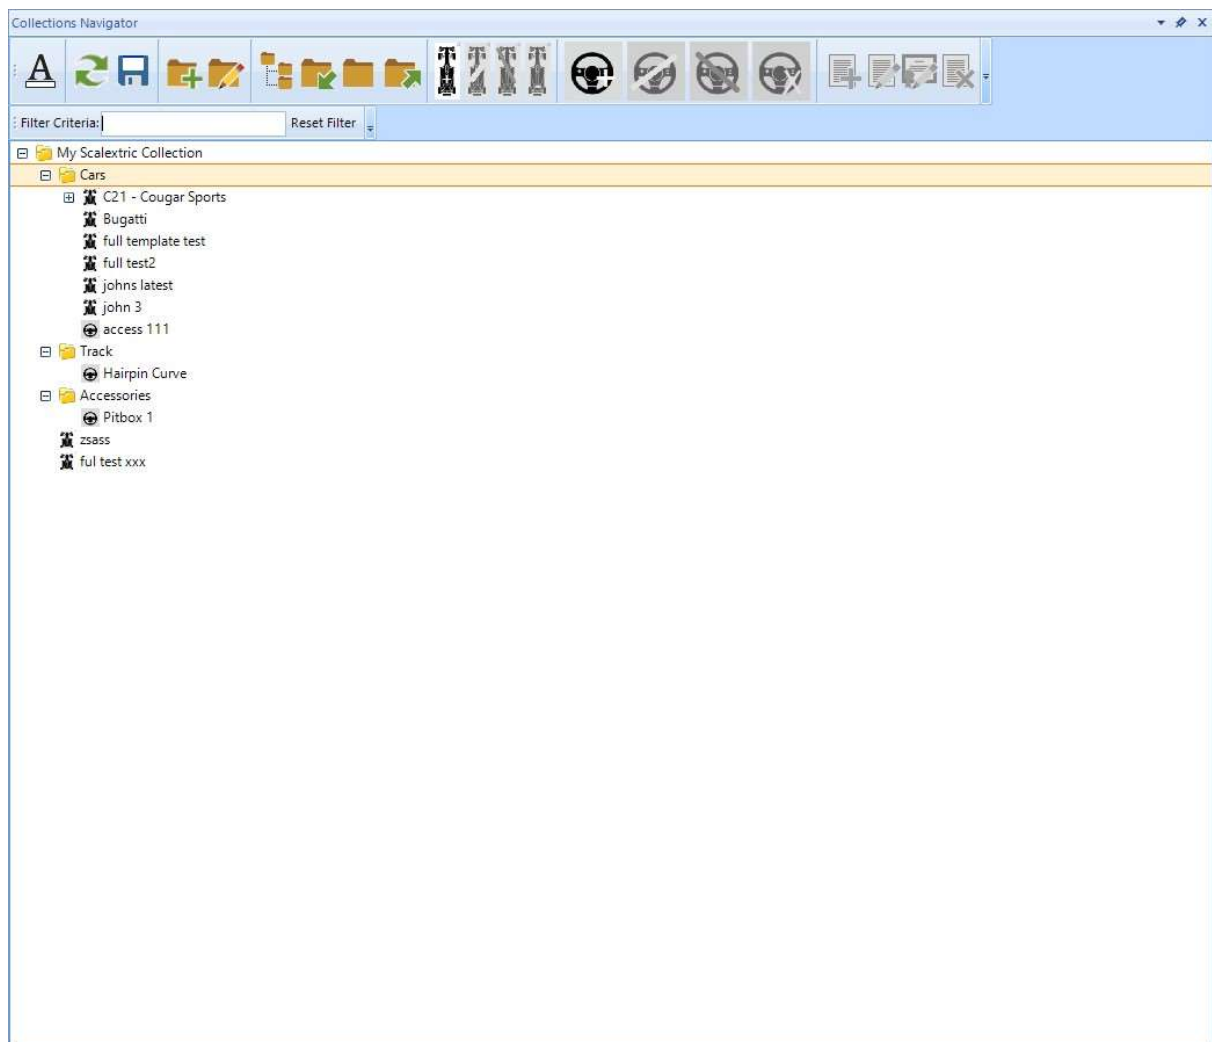 Collections Navigator
A
Filter Criteria: Reset Filter
My Scalextric Collection
Cars
C21 - Cougar Sports
Bugatti
full template test
full test2
johns latest
john 3
access 111
Track
Hairpin Curve
Accessories
Pitbox 1
zsass
ful test xxx